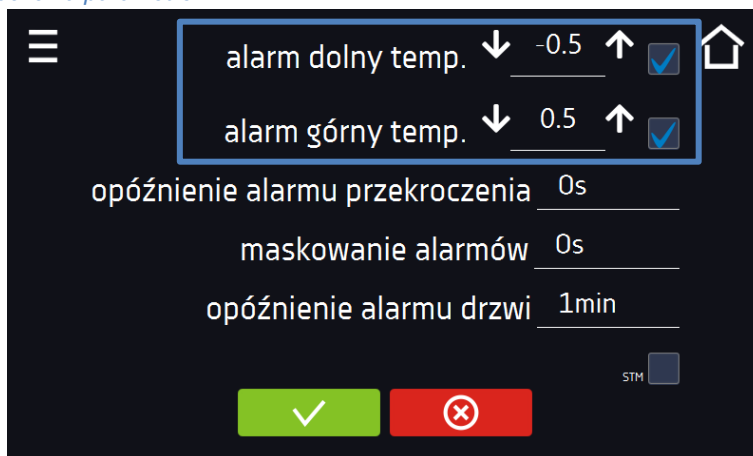 alarm dolny temp. -0.5
alarm górny temp. 0.5
opóźnienie alarmu przekroczenia 0s
maskowanie alarmów 0s
opóźnienie alarmu drzwi 1min
STM